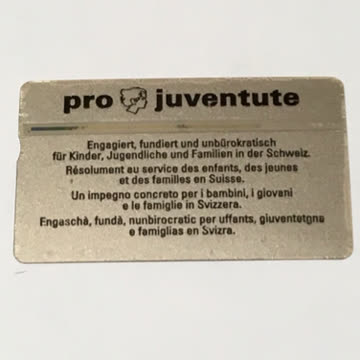 pro juventute
Engagiert, fundiert und unbürokratisch
für Kinder, Jugendliche und Familien in der Schweiz.
Résolument au service des enfants, des jeunes
et des familles en Suisse.
Un impegno concreto per i bambini, i giovani
e le famiglie in Svizzera.
Engaschà, fundà, nunbirocratic per uffants, giuventetgna
e famiglias en Svizra.